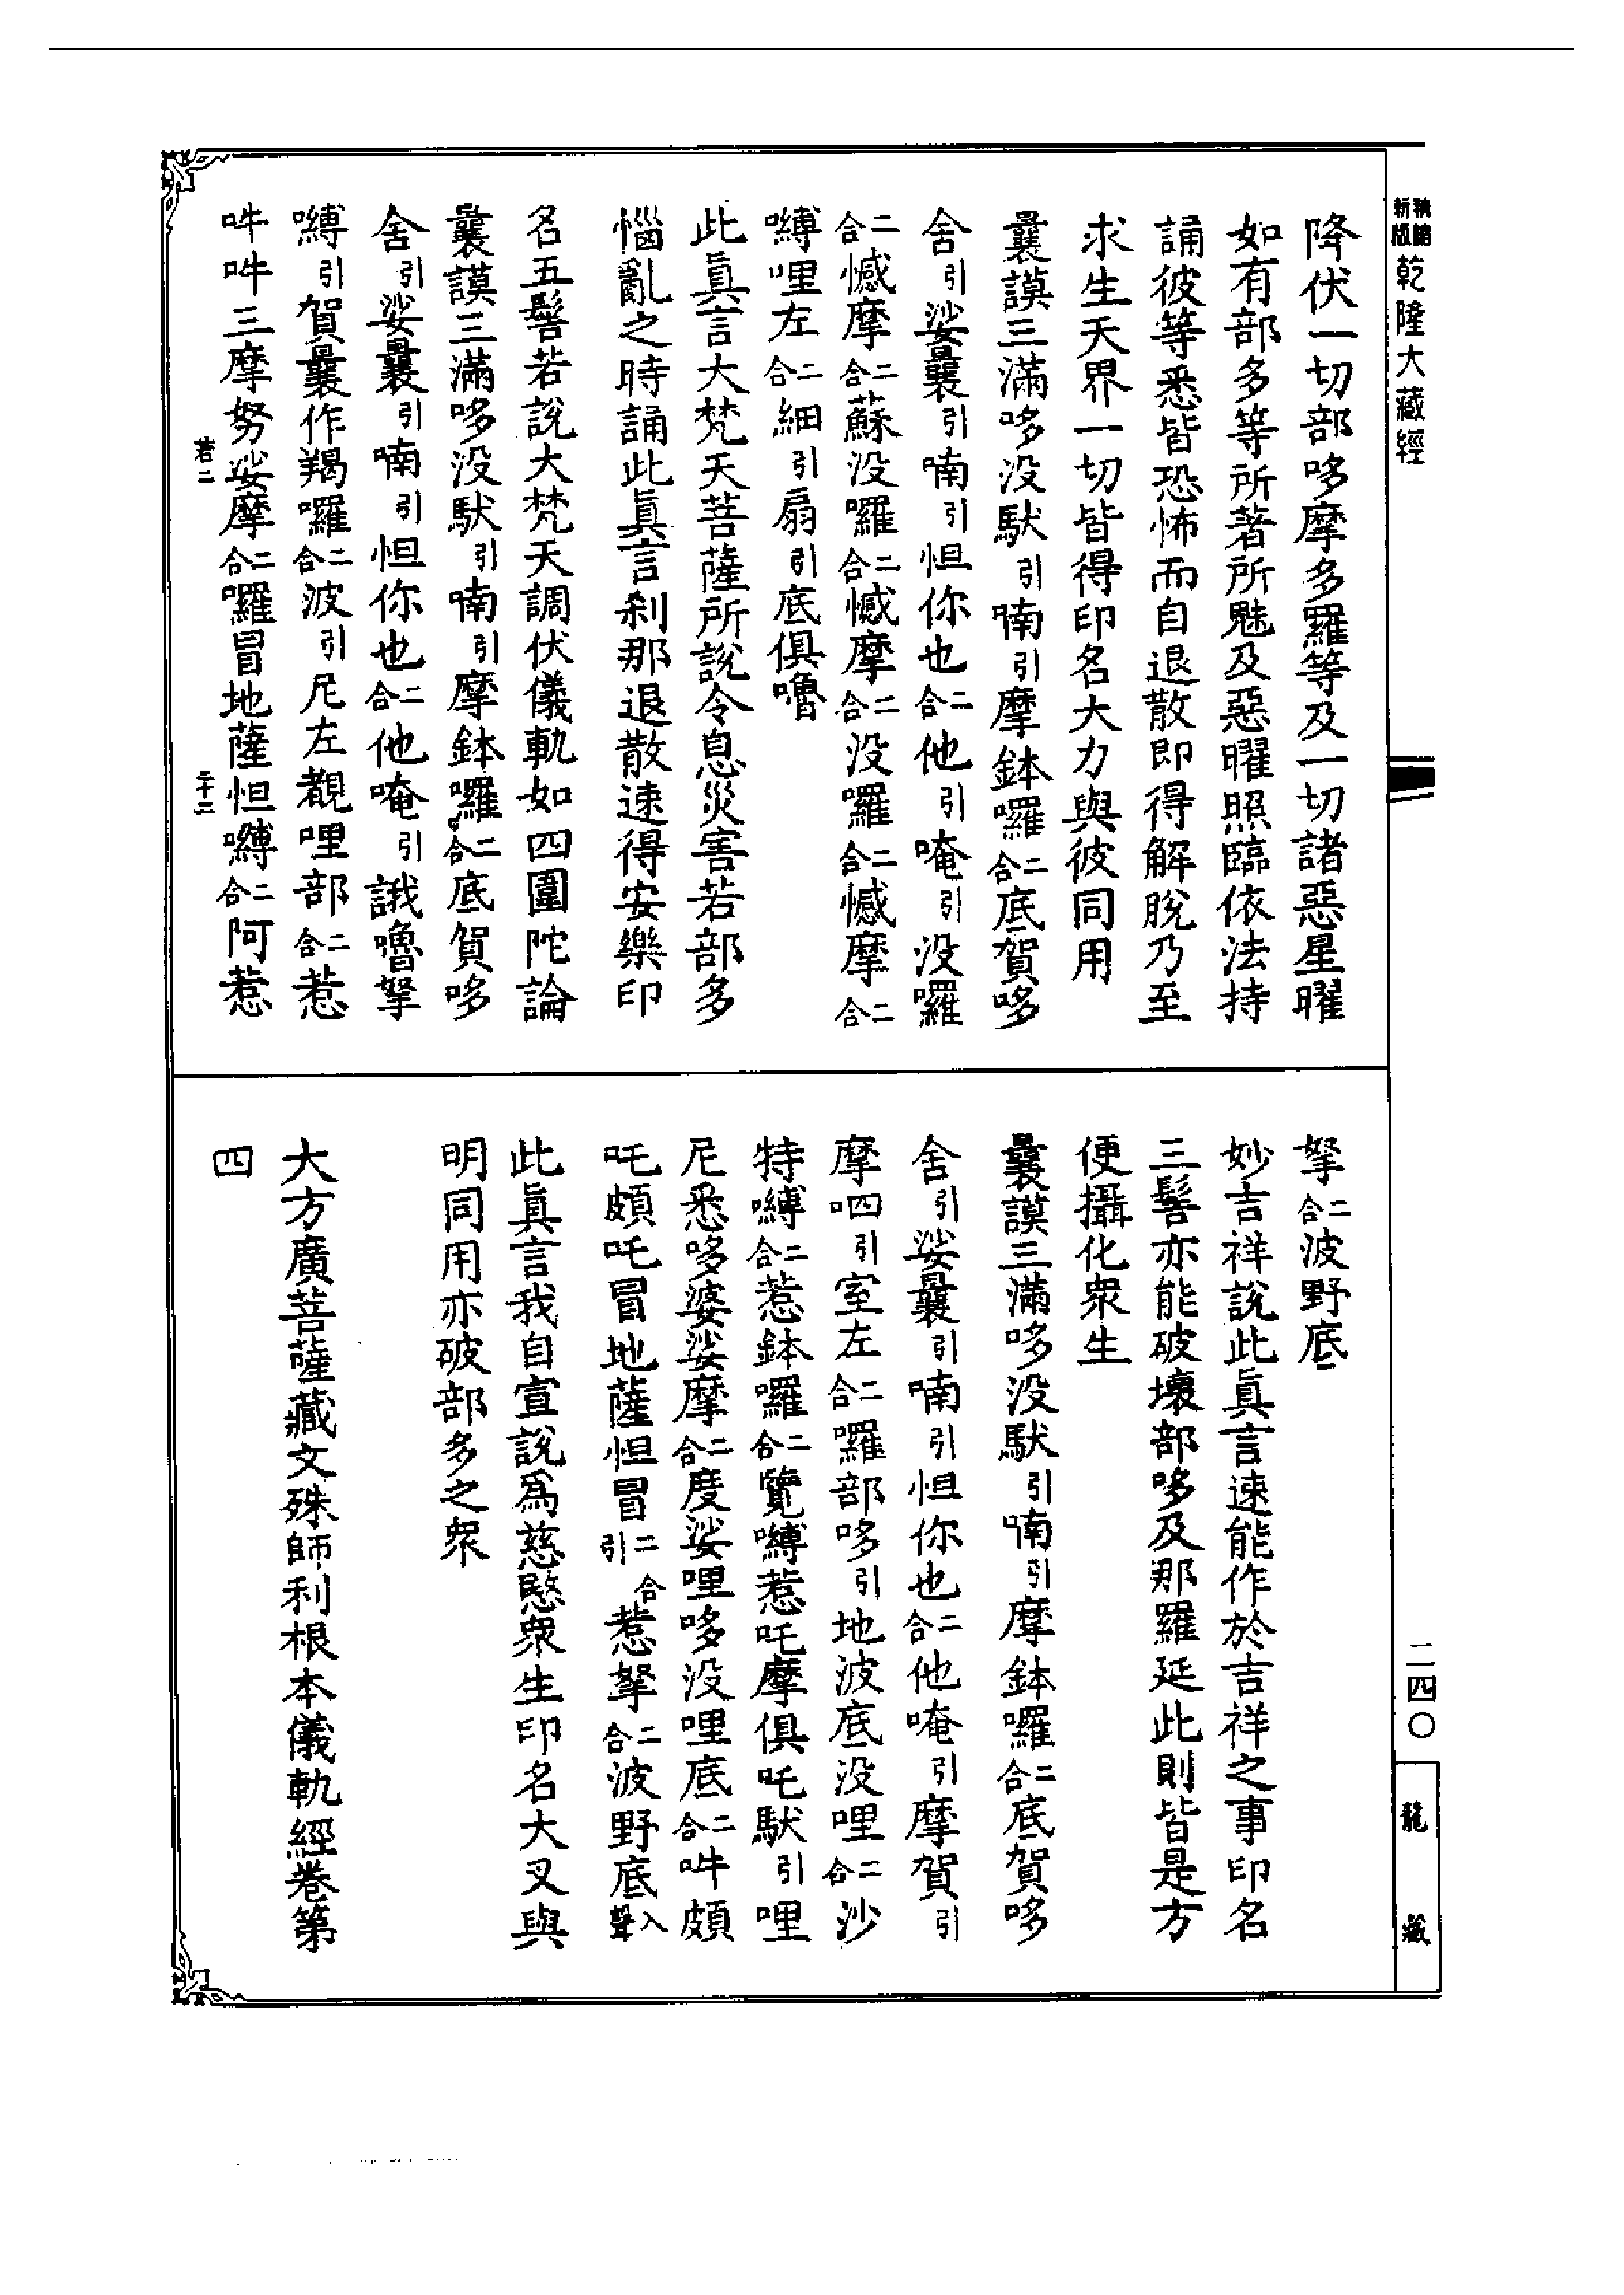 新版
精縮
乾隆大藏經
降伏一切部哆摩多羅等及一切諸惡星曜
如有部多等所著所魅及惡曜照臨依法持
誦彼等悉皆恐怖而自退散即得解脫乃至
求生天界一切皆得印名大力與彼同用
曩謨三滿哆没馱引喃引摩鉢囉二合底賀哆
舍引娑曩引喃引怛你也二合他引唵引没囉
二合憾摩二合蘇没囉二合憾摩二合没囉二合憾摩二合
嚩哩左二合細引扇引底俱嚕
此眞言大梵天菩薩所說令息災害若部多
惱亂之時誦此眞言刹那退散速得安樂印
名五髻若說大梵天調伏儀軌如四圍陀論
曩謨三滿哆没馱引喃引摩鉢囉二合底賀哆
舍引娑曩引喃引怛你也二合他唵引誐嚕拏
嚩引賀曩作羯囉二合波引尼左覩哩部二合惹
吽吽三摩努娑摩二合囉冒地薩怛嚩二合阿惹
若二
二十二
拏二合波野底
妙吉祥說此眞言速能作於吉祥之事印名
三髻亦能破壞部哆及那羅延此則皆是方
便攝化衆生
曩謨三滿哆没馱引喃引摩鉢囉二合底賀哆
舍引娑曩引喃引怛你也二合他唵引摩賀引
摩呬引室左二合囉部哆引地波底没哩二合沙
特嚩二合惹鉢囉二合覽嚩惹吒摩俱吒馱引哩
尼悉哆婆娑摩二合度娑哩哆没哩底二合吽頗
吒頗吒冒地薩怛冒二合引惹拏二合波野底入聲
此眞言我自宣說爲慈愍衆生印名大叉與
明同用亦破部多之衆
大方廣菩薩藏文殊師利根本儀軌經卷第
四
二四〇
龍藏